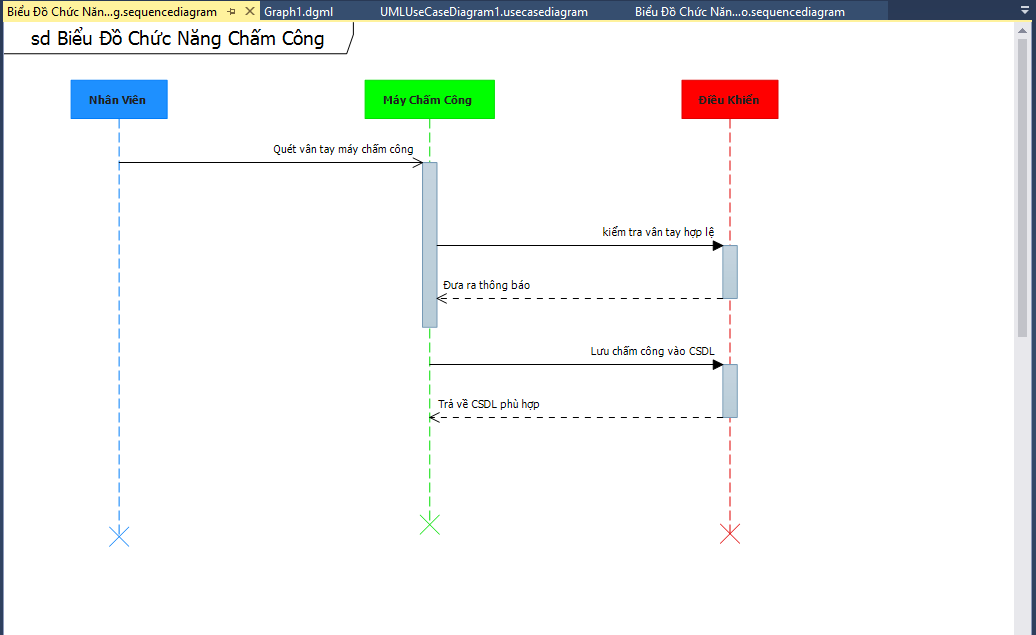 Biểu Đồ Chức Năn...g.sequencediagram
Graph1.dgml
UMLUseCaseDiagram1.usecasediagram
Biểu Đồ Chức Năn...o.sequencediagram
sd Biểu Đồ Chức Năng Chấm Công
Nhân Viên
Máy Chấm Công
Điều Khiển
Quét vân tay máy chấm công
kiểm tra vân tay hợp lệ
Đưa ra thông báo
Lưu chấm công vào CSDL
Trả về CSDL phù hợp